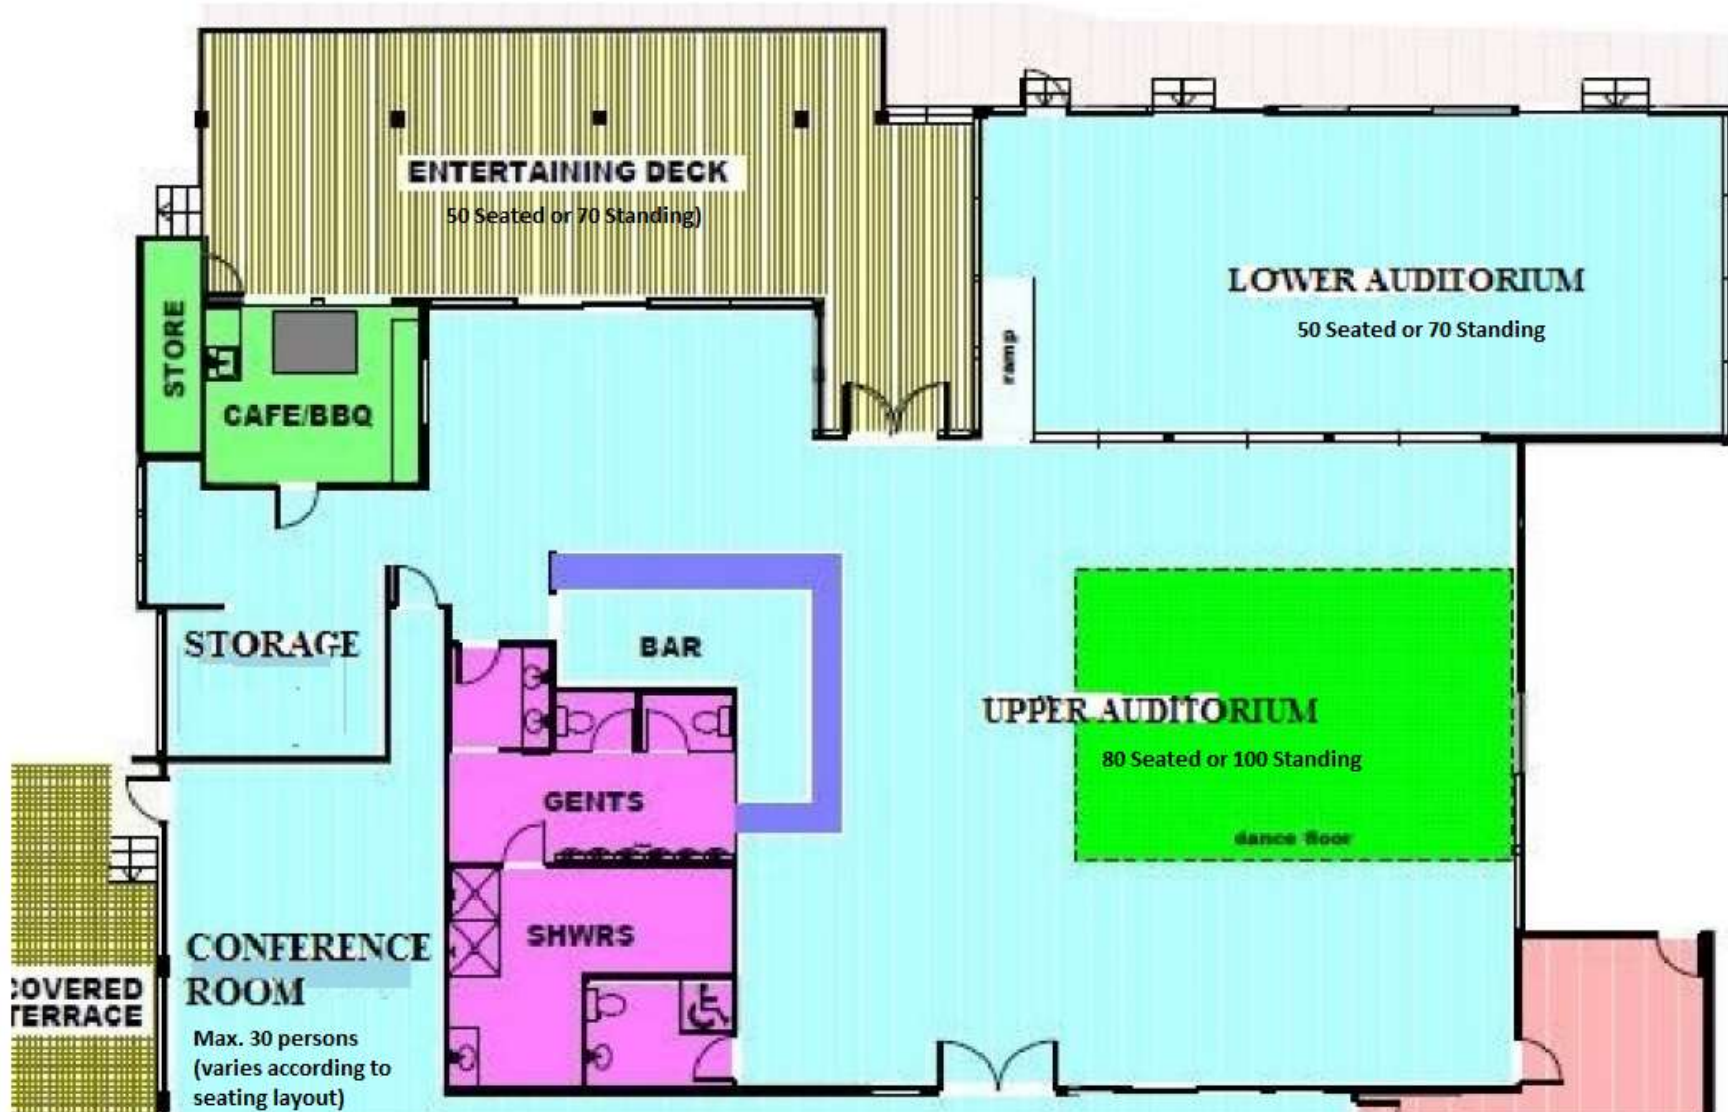 ENTERTAINING DECK
50 Seated or 70 Standing)
LOWER AUDITORIUM
50 Seated or 70 Standing
ramp
STORE
CAFE/BBQ
STORAGE
BAR
UPPER AUDITORIUM
80 Seated or 100 Standing
dance floor
GENTS
SHWRS
CONFERENCE
ROOM
Max. 30 persons
(varies according to
seating layout)
COVERED
TERRACE